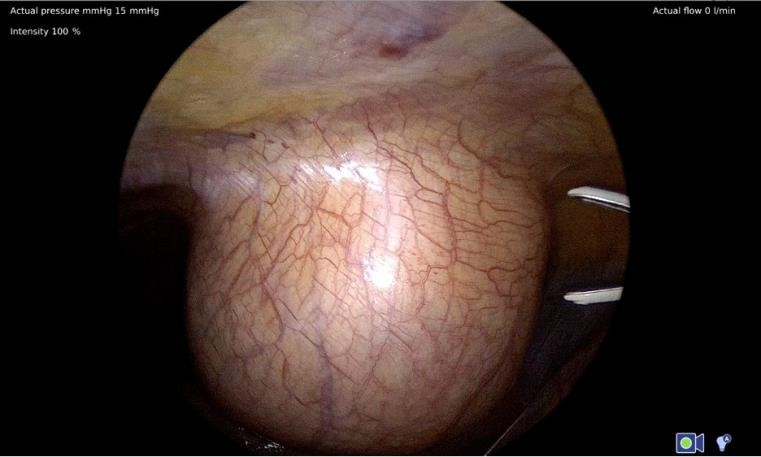 Actual pressure mmHg 15 mmHg
Actual flow 0 l/min
Intensity 100 %
A